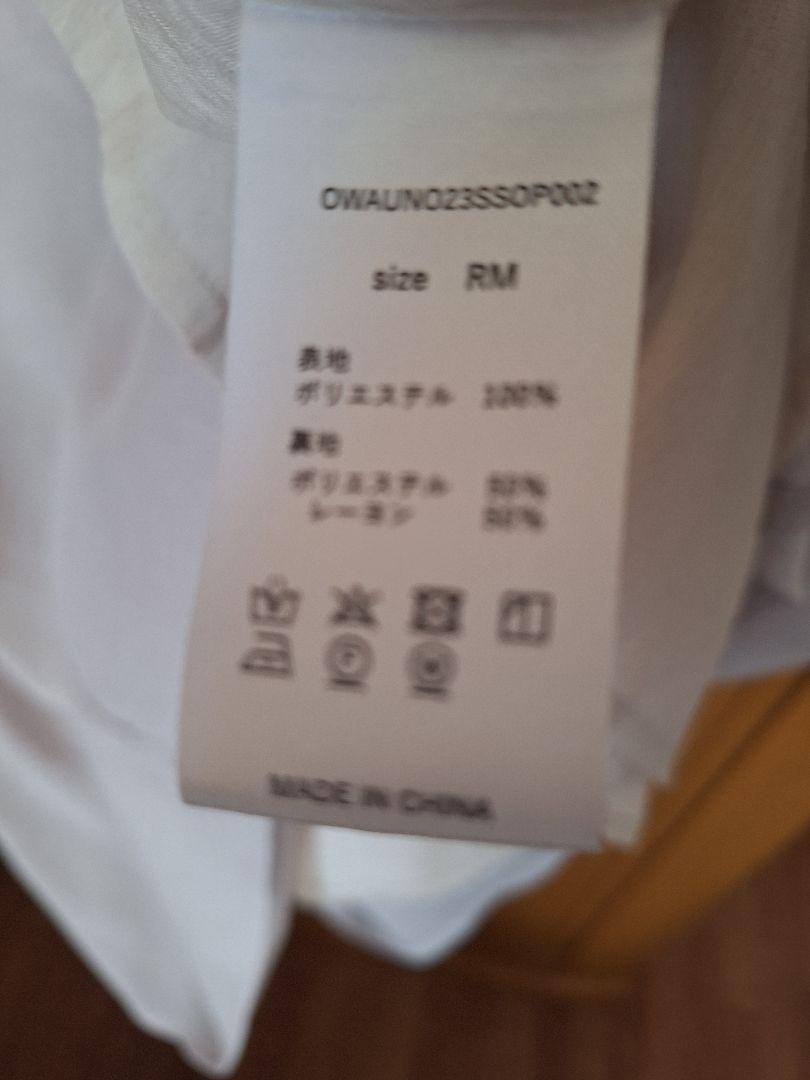 OWAUNO23SSOP002
size RM
表地
ポリエステル 100%
裏地
ポリエステル 50%
レーヨン 50%
MADE IN CHINA